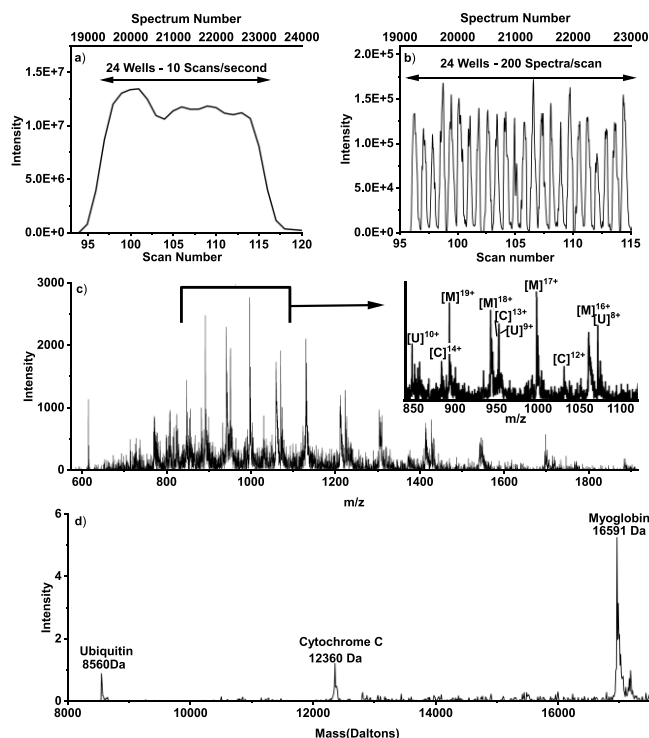 Spectrum Number
19000 20000 21000 22000 23000 24000
a)
24 Wells - 10 Scans/second
1.5E+7
1.0E+7
5.0E+6
0.0E+0
Intensity
95 100 105 110 115 120
Scan Number
Spectrum Number
19000 20000 21000 22000 23000
b)
24 Wells - 200 Spectra/scan
2.0E+5
1.5E+5
1.0E+5
5.0E+4
0.0E+0
Intensity
95 100 105 110 115
Scan number
c)
3000
2000
1000
0
Intensity
600 800 1000 1200 1400 1600 1800
m/z
[M]19+
[M]17+
[M]18+
[C]13+
[U]9+
[M]16+
[U]8+
[U]10+
[C]14+
[C]12+
850 900 950 1000 1050 1100
m/z
d)
6
4
2
0
Intensity
Ubiquitin
8560Da
Cytochrome C
12360 Da
Myoglobin
16591 Da
8000 10000 12000 14000 16000
Mass(Daltons)